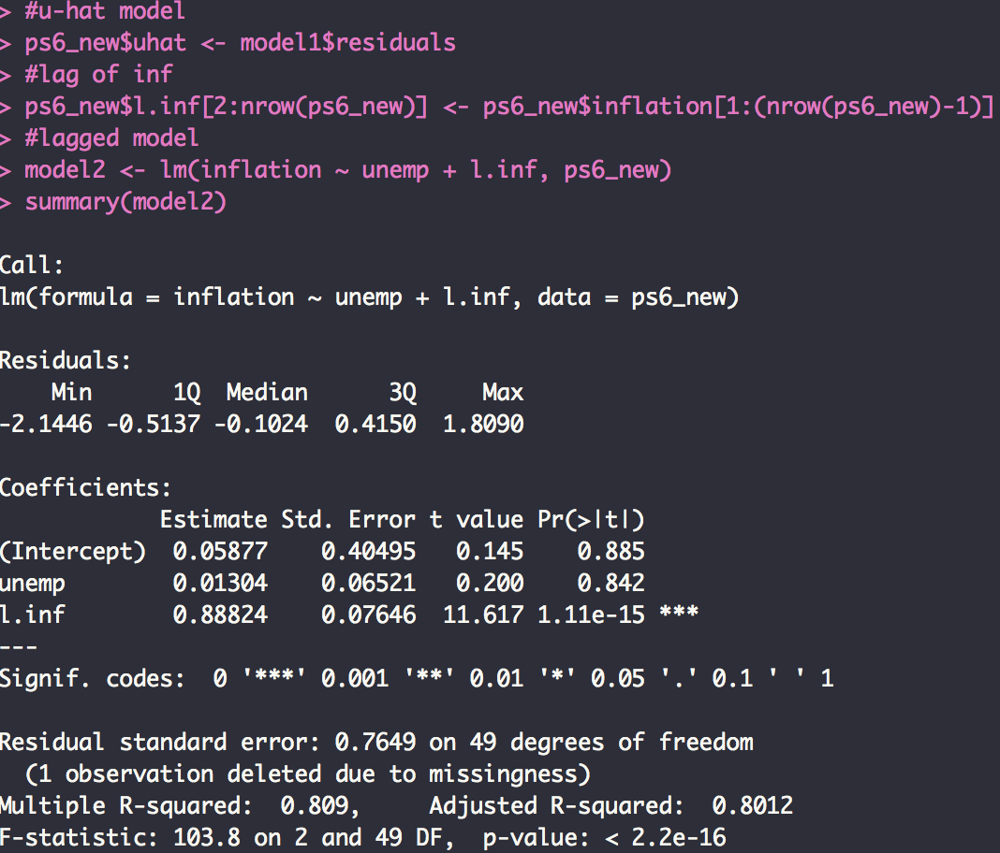 > #u-hat model
> ps6_new$uhat <- model1$residuals
> #lag of inf
> ps6_new$l.inf[2:nrow(ps6_new)] <- ps6_new$inflation[1:(nrow(ps6_new)-1)]
> #lagged model
> model2 <- lm(inflation ~ unemp + l.inf, ps6_new)
> summary(model2)

Call:
lm(formula = inflation ~ unemp + l.inf, data = ps6_new)

Residuals:
    Min      1Q  Median      3Q     Max
-2.1446 -0.5137 -0.1024  0.4150  1.8090

Coefficients:
            Estimate Std. Error t value Pr(>|t|)
(Intercept)  0.05877    0.40495   0.145    0.885
unemp        0.01304    0.06521   0.200    0.842
l.inf        0.88824    0.07646  11.617 1.11e-15 ***
---
Signif. codes:  0 '***' 0.001 '**' 0.01 '*' 0.05 '.' 0.1 ' ' 1

Residual standard error: 0.7649 on 49 degrees of freedom
  (1 observation deleted due to missingness)
Multiple R-squared:  0.809,     Adjusted R-squared:  0.8012
F-statistic: 103.8 on 2 and 49 DF,  p-value: < 2.2e-16